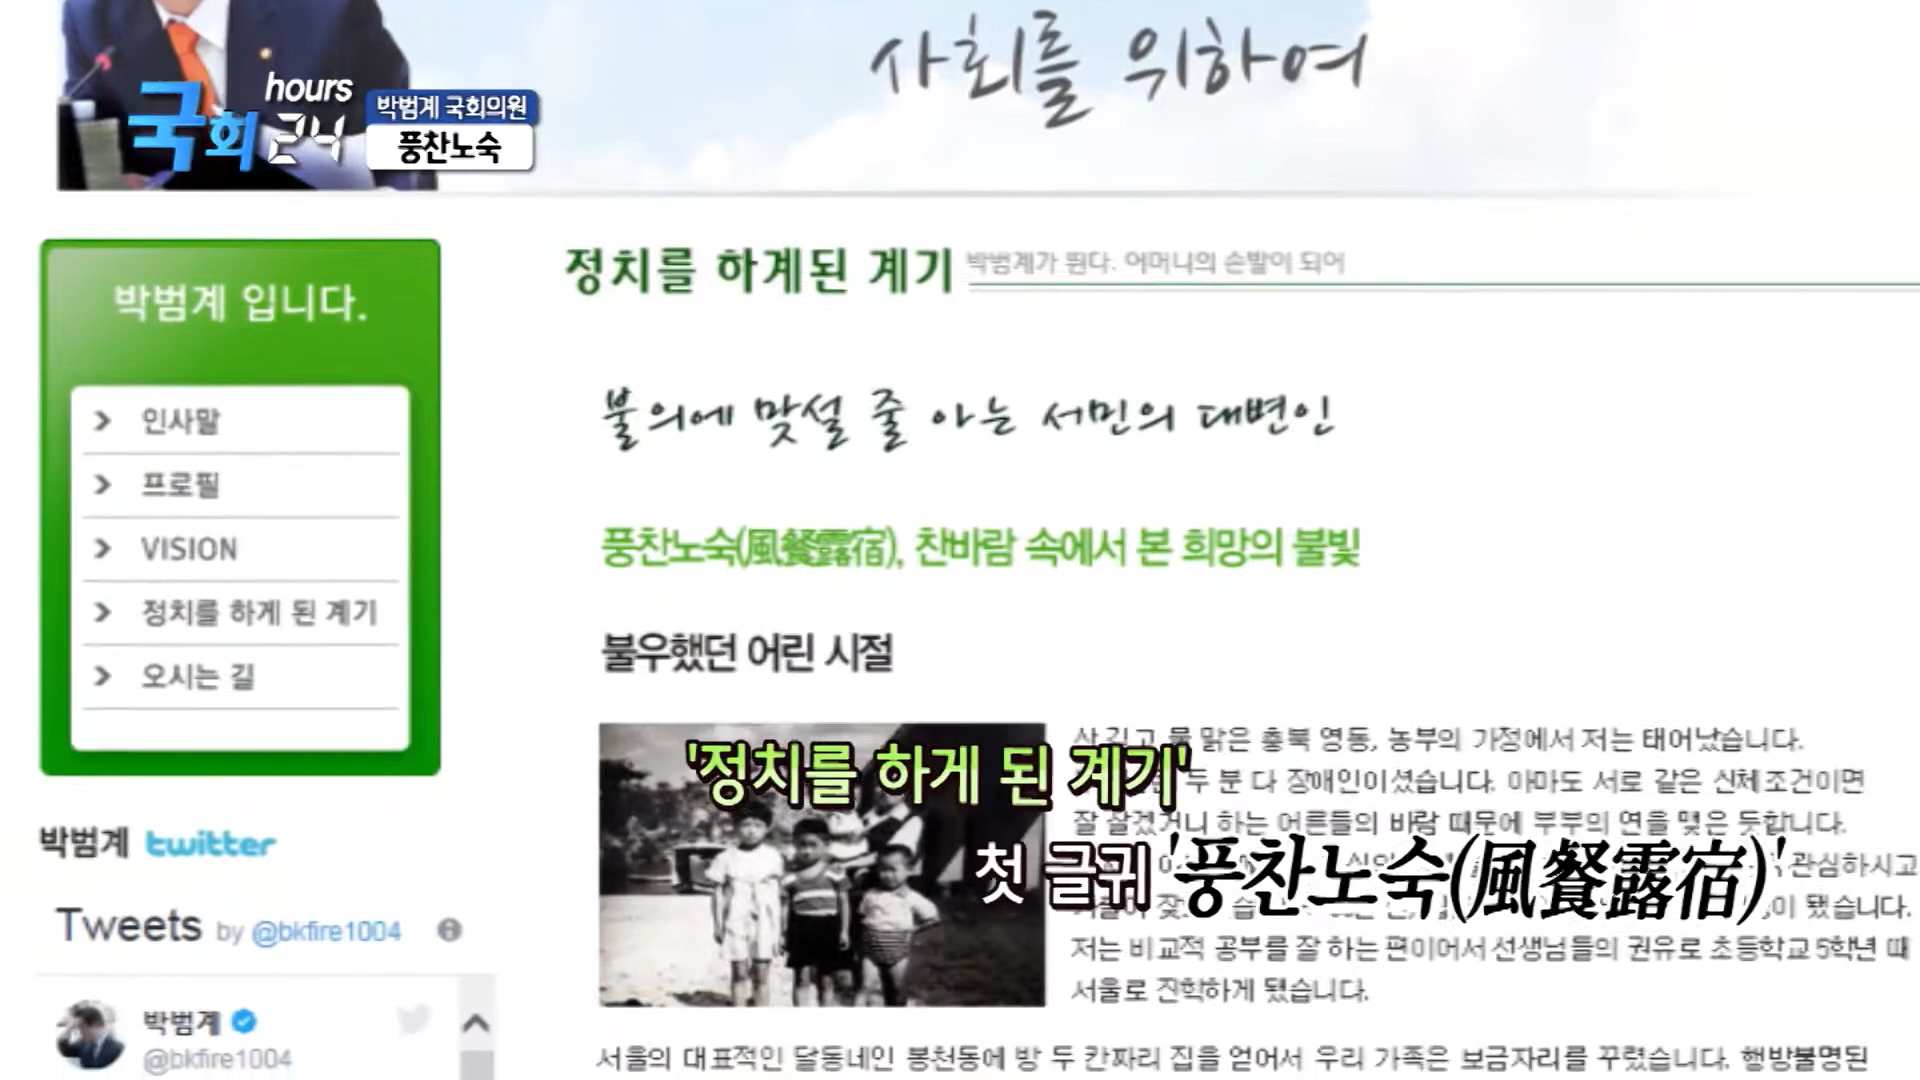 사회를 위하여
국회 hours 24
박범계 국회의원
풍찬노숙
박범계 입니다.
인사말
프로필
VISION
정치를 하게 된 계기
오시는 길
박범계 twitter
Tweets by @bkfire1004
박범계
@bkfire1004
정치를 하게된 계기 박범계가 뛴다. 어머니의 손발이 되어
불의에 맞설 줄 아는 서민의 대변인
풍찬노숙(風餐露宿), 찬바람 속에서 본 희망의 불빛
불우했던 어린 시절
산 깊고 물 맑은 충북 영동, 농부의 가정에서 저는 태어났습니다.
두 분 다 장애인이셨습니다. 아마도 서로 같은 신체조건이면
잘 살겠거니 하는 어른들의 바람 때문에 부부의 연을 맺은 듯합니다.
관심하시고
됐습니다.
저는 비교적 공부를 잘 하는 편이어서 선생님들의 권유로 초등학교 5학년 때
서울로 진학하게 됐습니다.
서울의 대표적인 달동네인 봉천동에 방 두 칸짜리 집을 얻어서 우리 가족은 보금자리를 꾸렸습니다. 행방불명된
'정치를 하게 된 계기'
첫 글귀 '풍찬노숙(風餐露宿)'